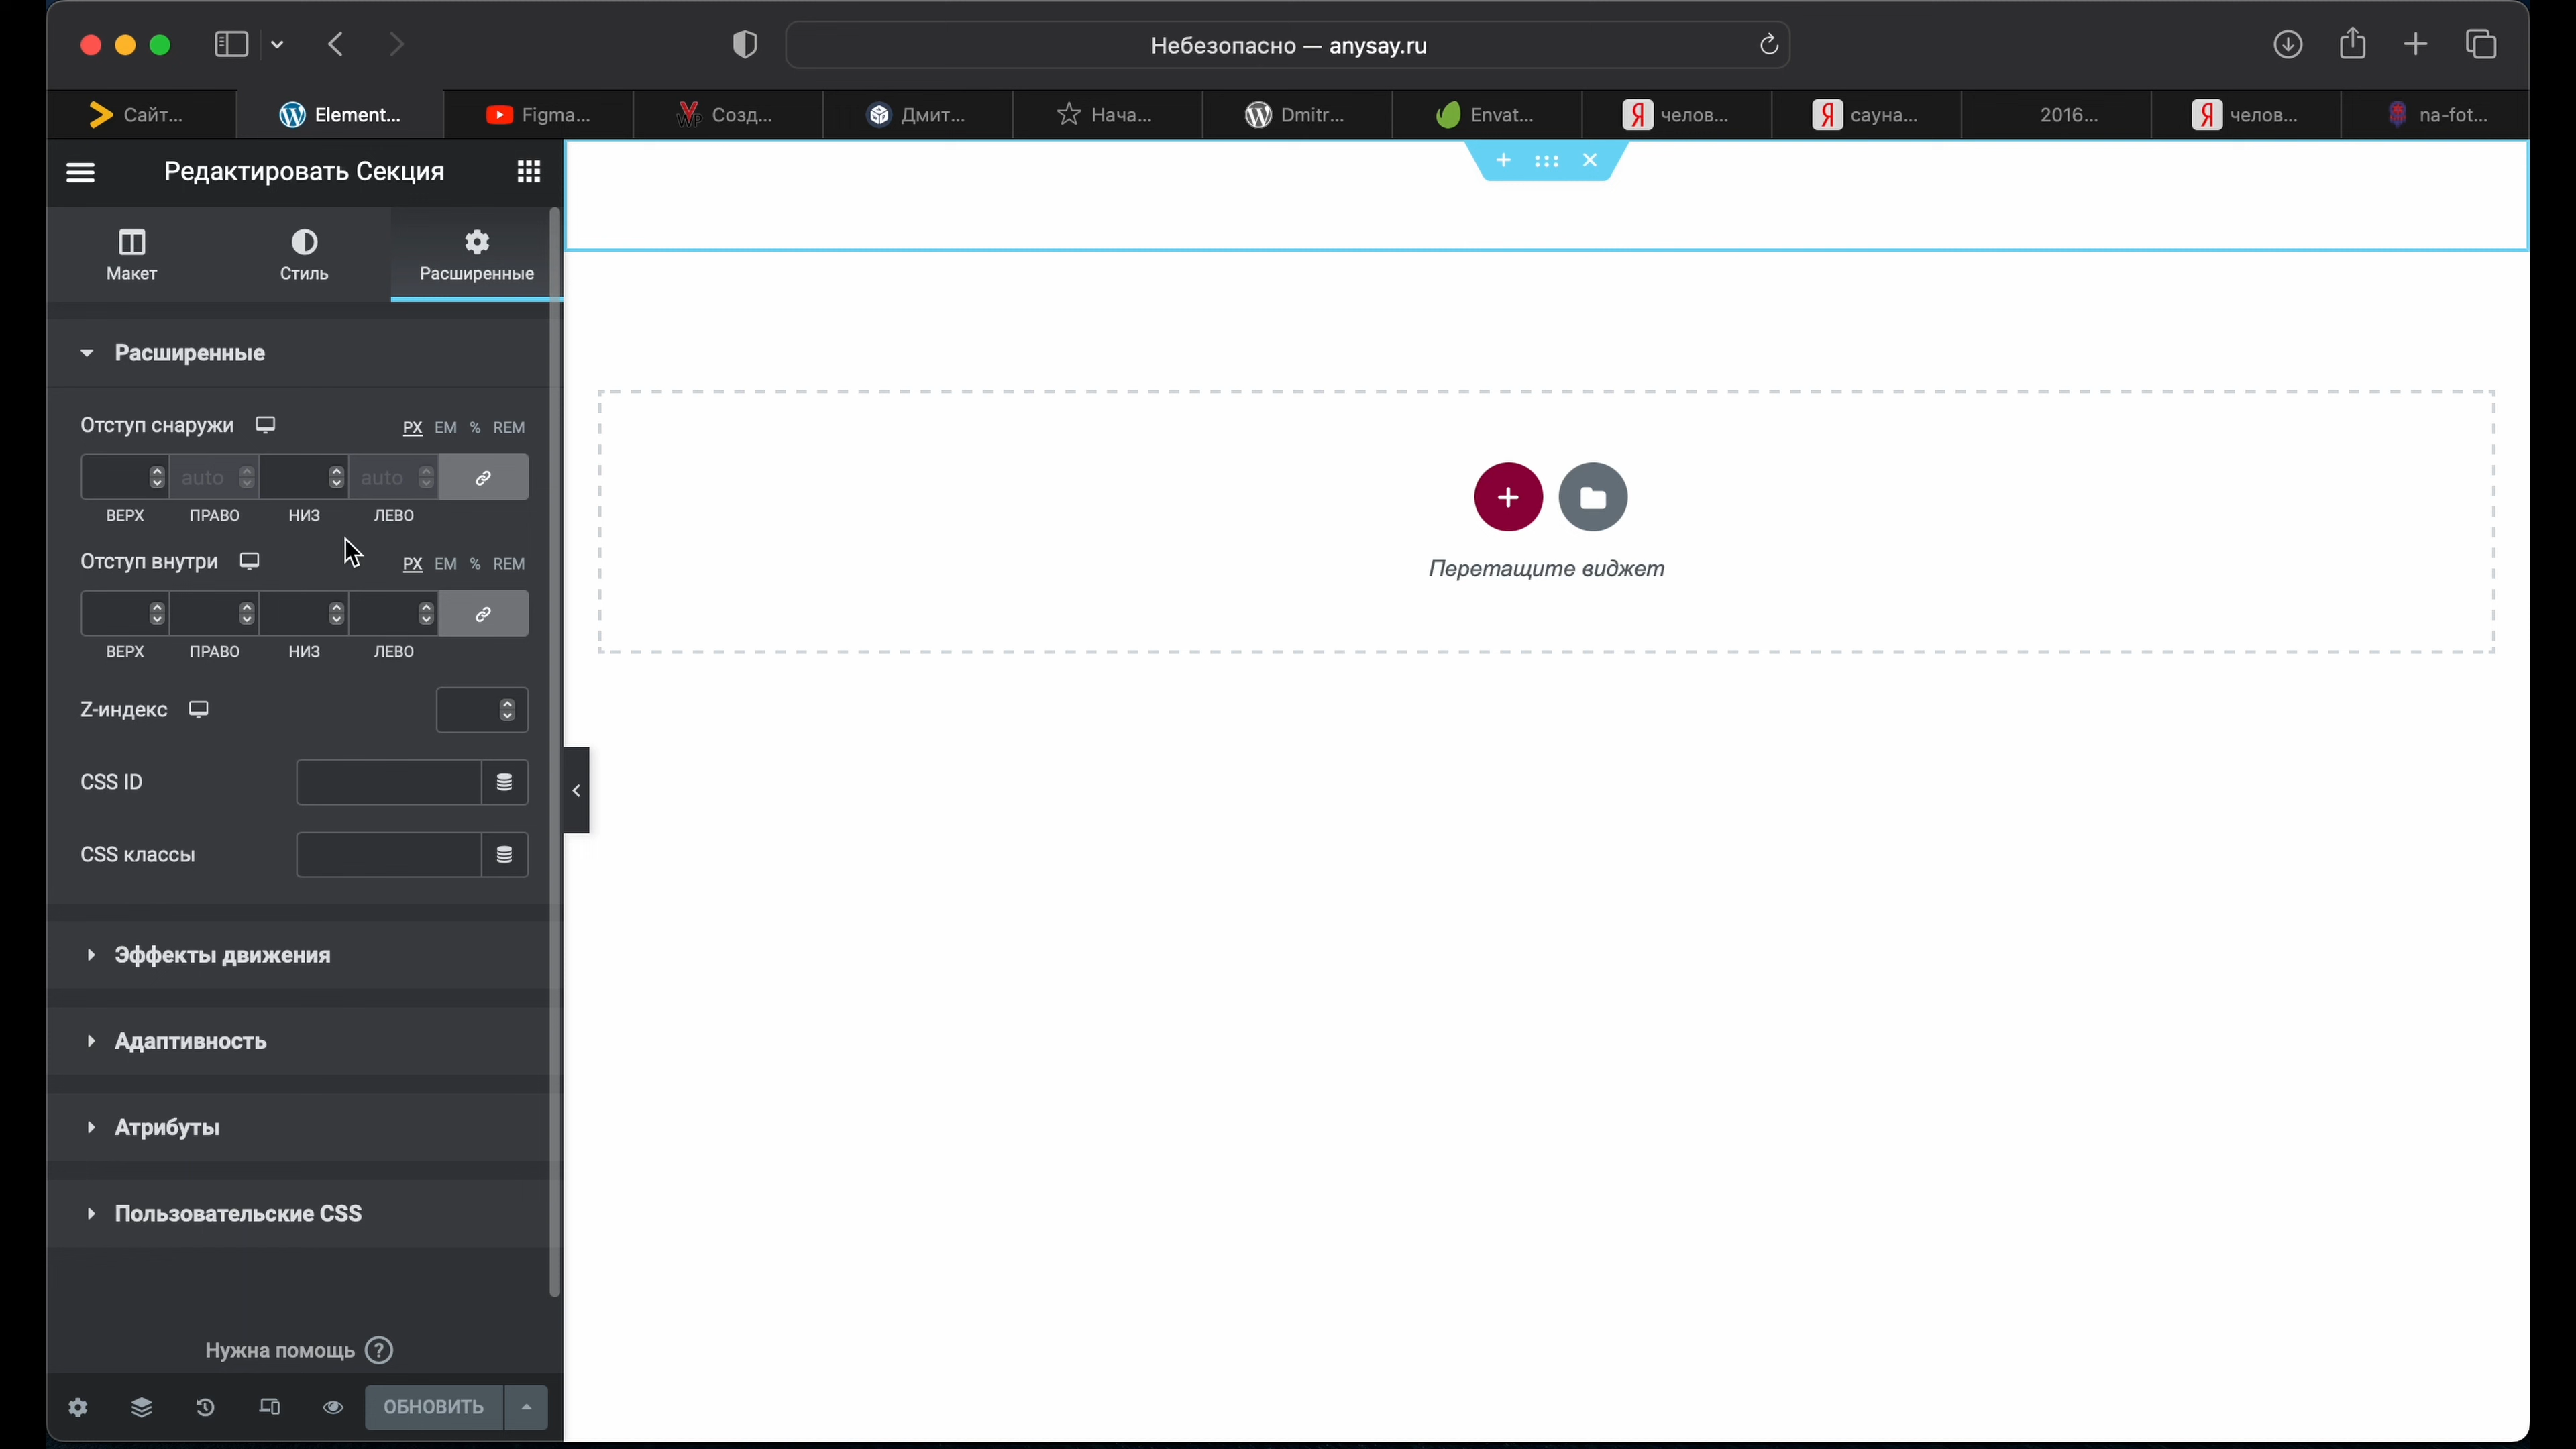 Небезопасно — anysay.ru
Сайт... Element... Figma... Созд... Дмит... Нача... Dmitr... Envat... челов... сауна... 2016... челов... na-fot...
Редактировать Секция
Макет Стиль Расширенные
Расширенные
Отступ снаружи PX EM % REM
auto auto
ВЕРХ ПРАВО НИЗ ЛЕВО
Отступ внутри PX EM % REM
ВЕРХ ПРАВО НИЗ ЛЕВО
Z-индекс
CSS ID
CSS классы
Эффекты движения
Адаптивность
Атрибуты
Пользовательские CSS
Нужна помощь ?
ОБНОВИТЬ
Перетащите виджет